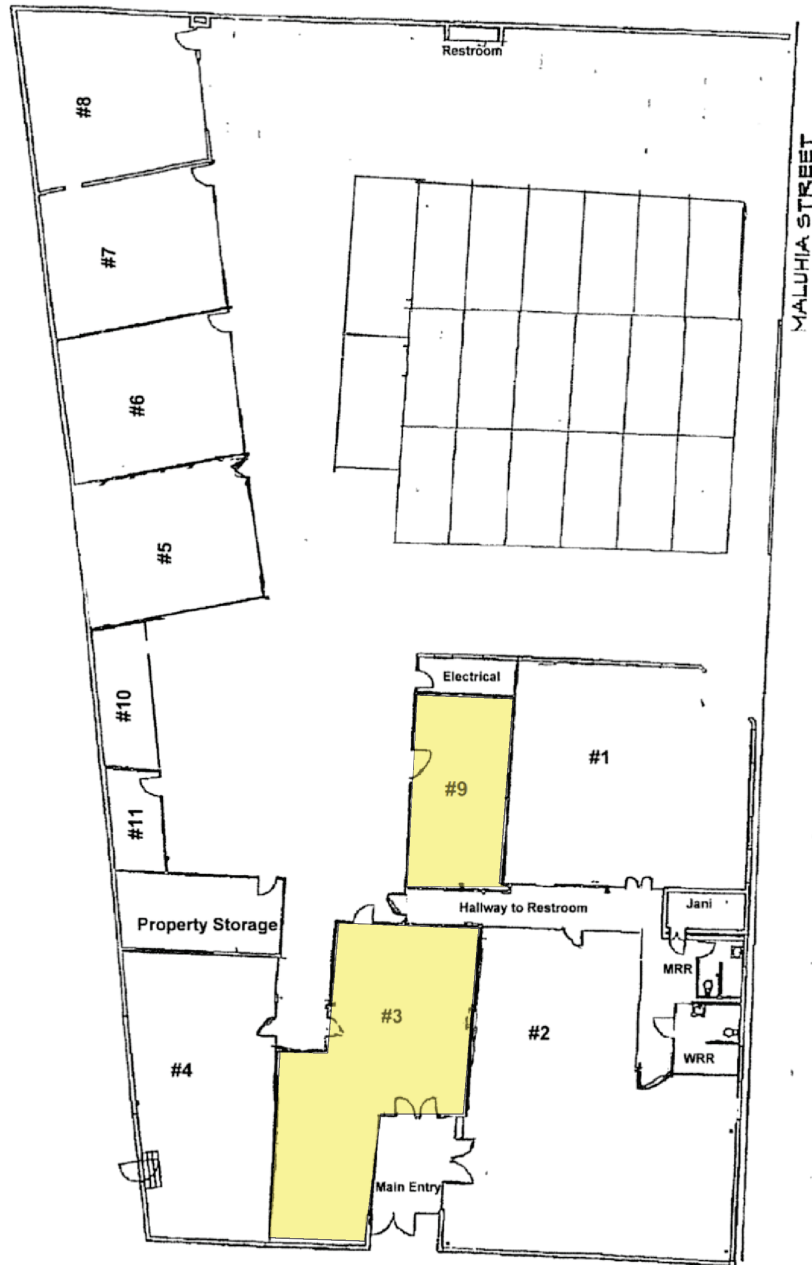 Restroom
#8
MALUHIA STREET
#7
#6
#5
Electrical
#10
#9
#1
#11
Hallway to Restroom
Jani
Property Storage
MRR
#3
#2
#4
WRR
Main Entry